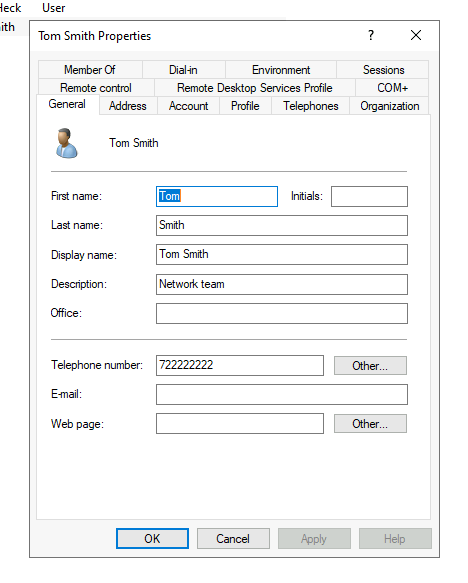 Heck User
ith
Tom Smith Properties ?
Member Of Dial-in Environment Sessions
Remote control Remote Desktop Services Profile COM+
General Address Account Profile Telephones Organization
Tom Smith
First name: Tom Initials:
Last name: Smith
Display name: Tom Smith
Description: Network team
Office:
Telephone number: 722222222 Other...
E-mail:
Web page: Other...
OK Cancel Apply Help